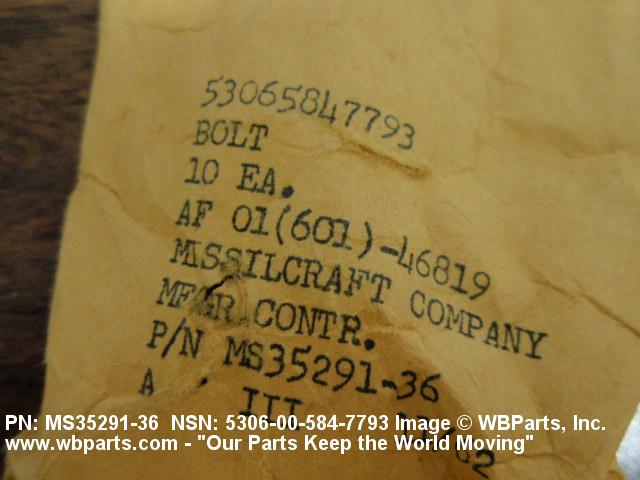 53065847793
BOLT
10 EA.
AF 01(601)-46819
MISSILCRAFT COMPANY
MFGR.CONTR.
P/N MS35291-36
A III
PN: MS35291-36 NSN: 5306-00-584-7793 Image © WBParts, Inc.
www.wbparts.com - "Our Parts Keep the World Moving"